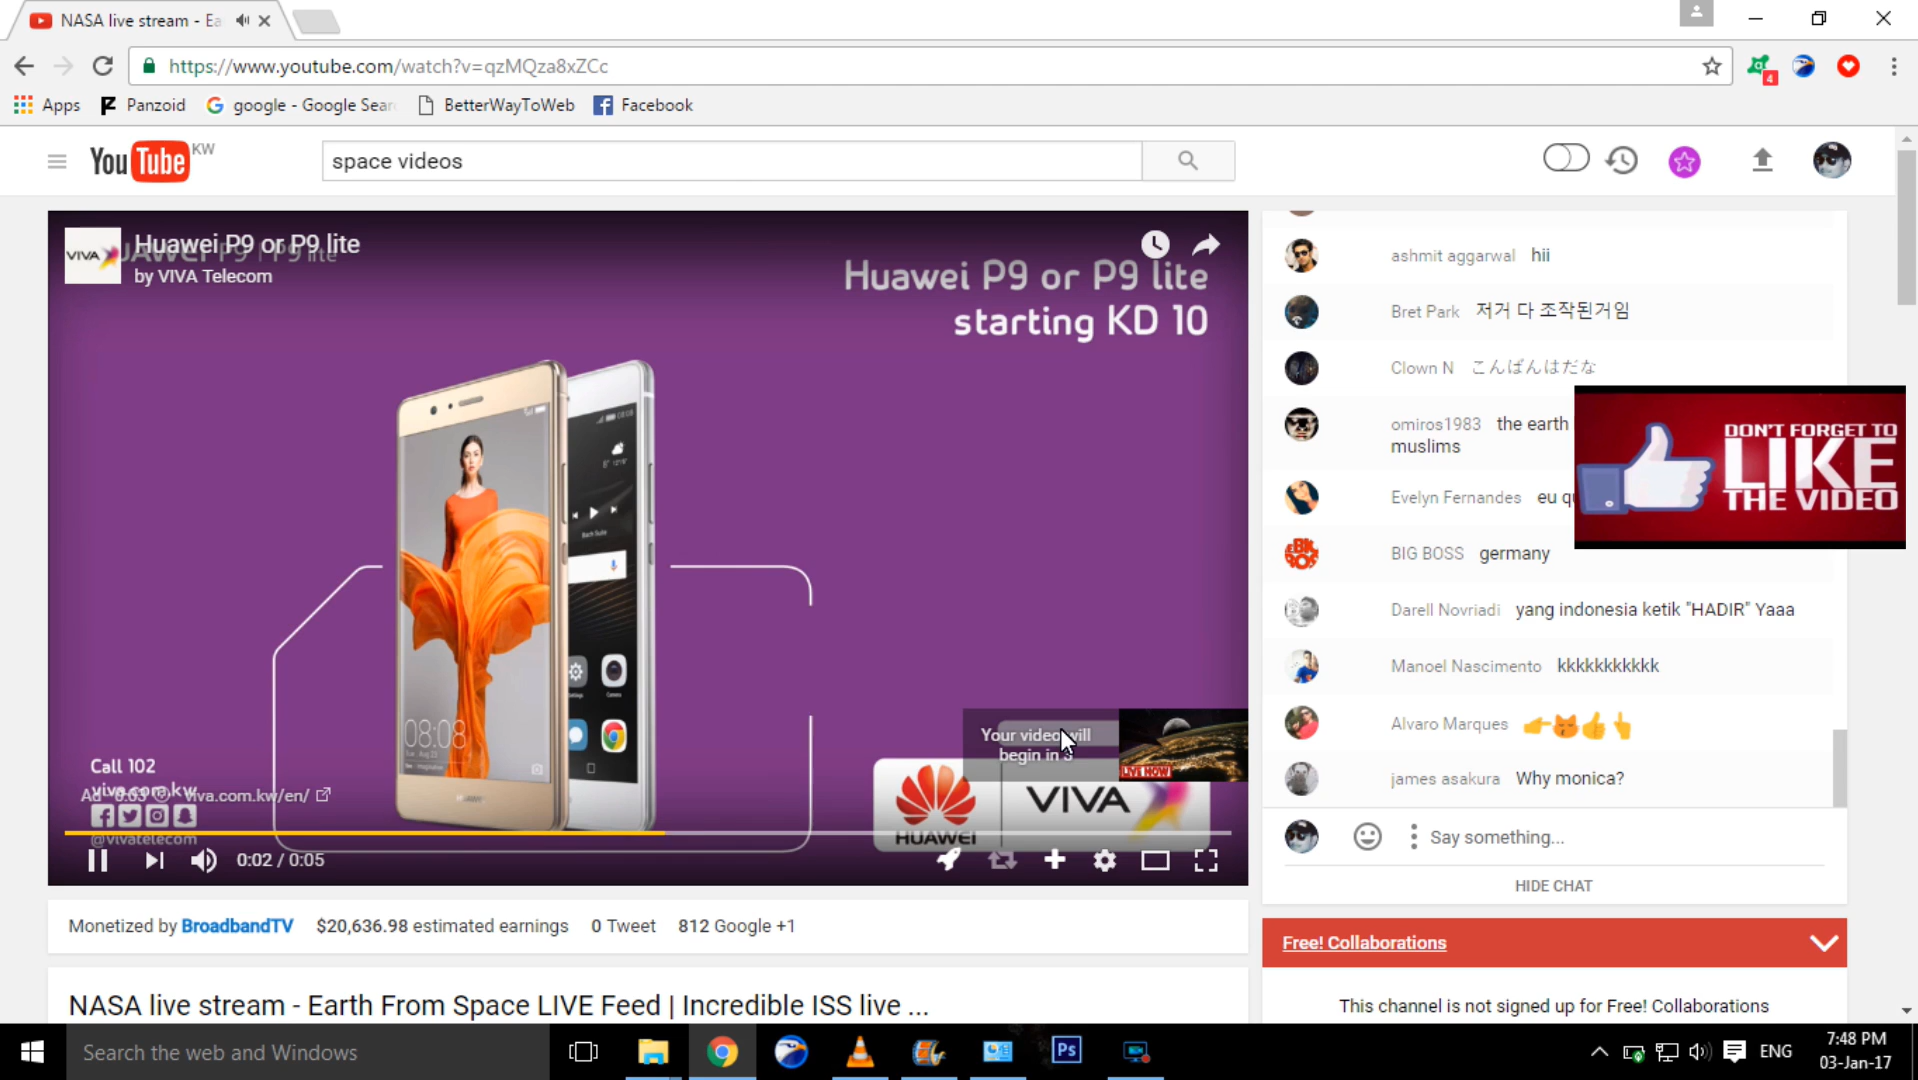 NASA live stream - Ea
https://www.youtube.com/watch?v=qzMQza8xZCc
4
Apps
Panzoid
google - Google Sear
BetterWayToWeb
Facebook
YouTube KW
space videos
VIVA
Huawei P9 or P9 lite
by VIVA Telecom
Huawei P9 or P9 lite
starting KD 10
08:08
Your video will
begin in 3
LIVE NOW
Call 102
viva.com.kw
Ad · 0:03
viva.com.kw/en/
@vivatelecom
HUAWEI
VIVA
0:02 / 0:05
ashmit aggarwal hii
Bret Park 저거 다 조작된거임
Clown N こんばんはだな
omiros1983 the earth
muslims
Evelyn Fernandes eu
BIG BOSS germany
Darell Novriadi yang indonesia ketik "HADIR" Yaaa
Manoel Nascimento kkkkkkkkkkk
Alvaro Marques
james asakura Why monica?
DON'T FORGET TO
LIKE
THE VIDEO
Say something...
HIDE CHAT
Monetized by BroadbandTV $20,636.98 estimated earnings 0 Tweet 812 Google +1
Free! Collaborations
This channel is not signed up for Free! Collaborations
NASA live stream - Earth From Space LIVE Feed | Incredible ISS live ...
Search the web and Windows
Ps
ENG
7:48 PM
03-Jan-17